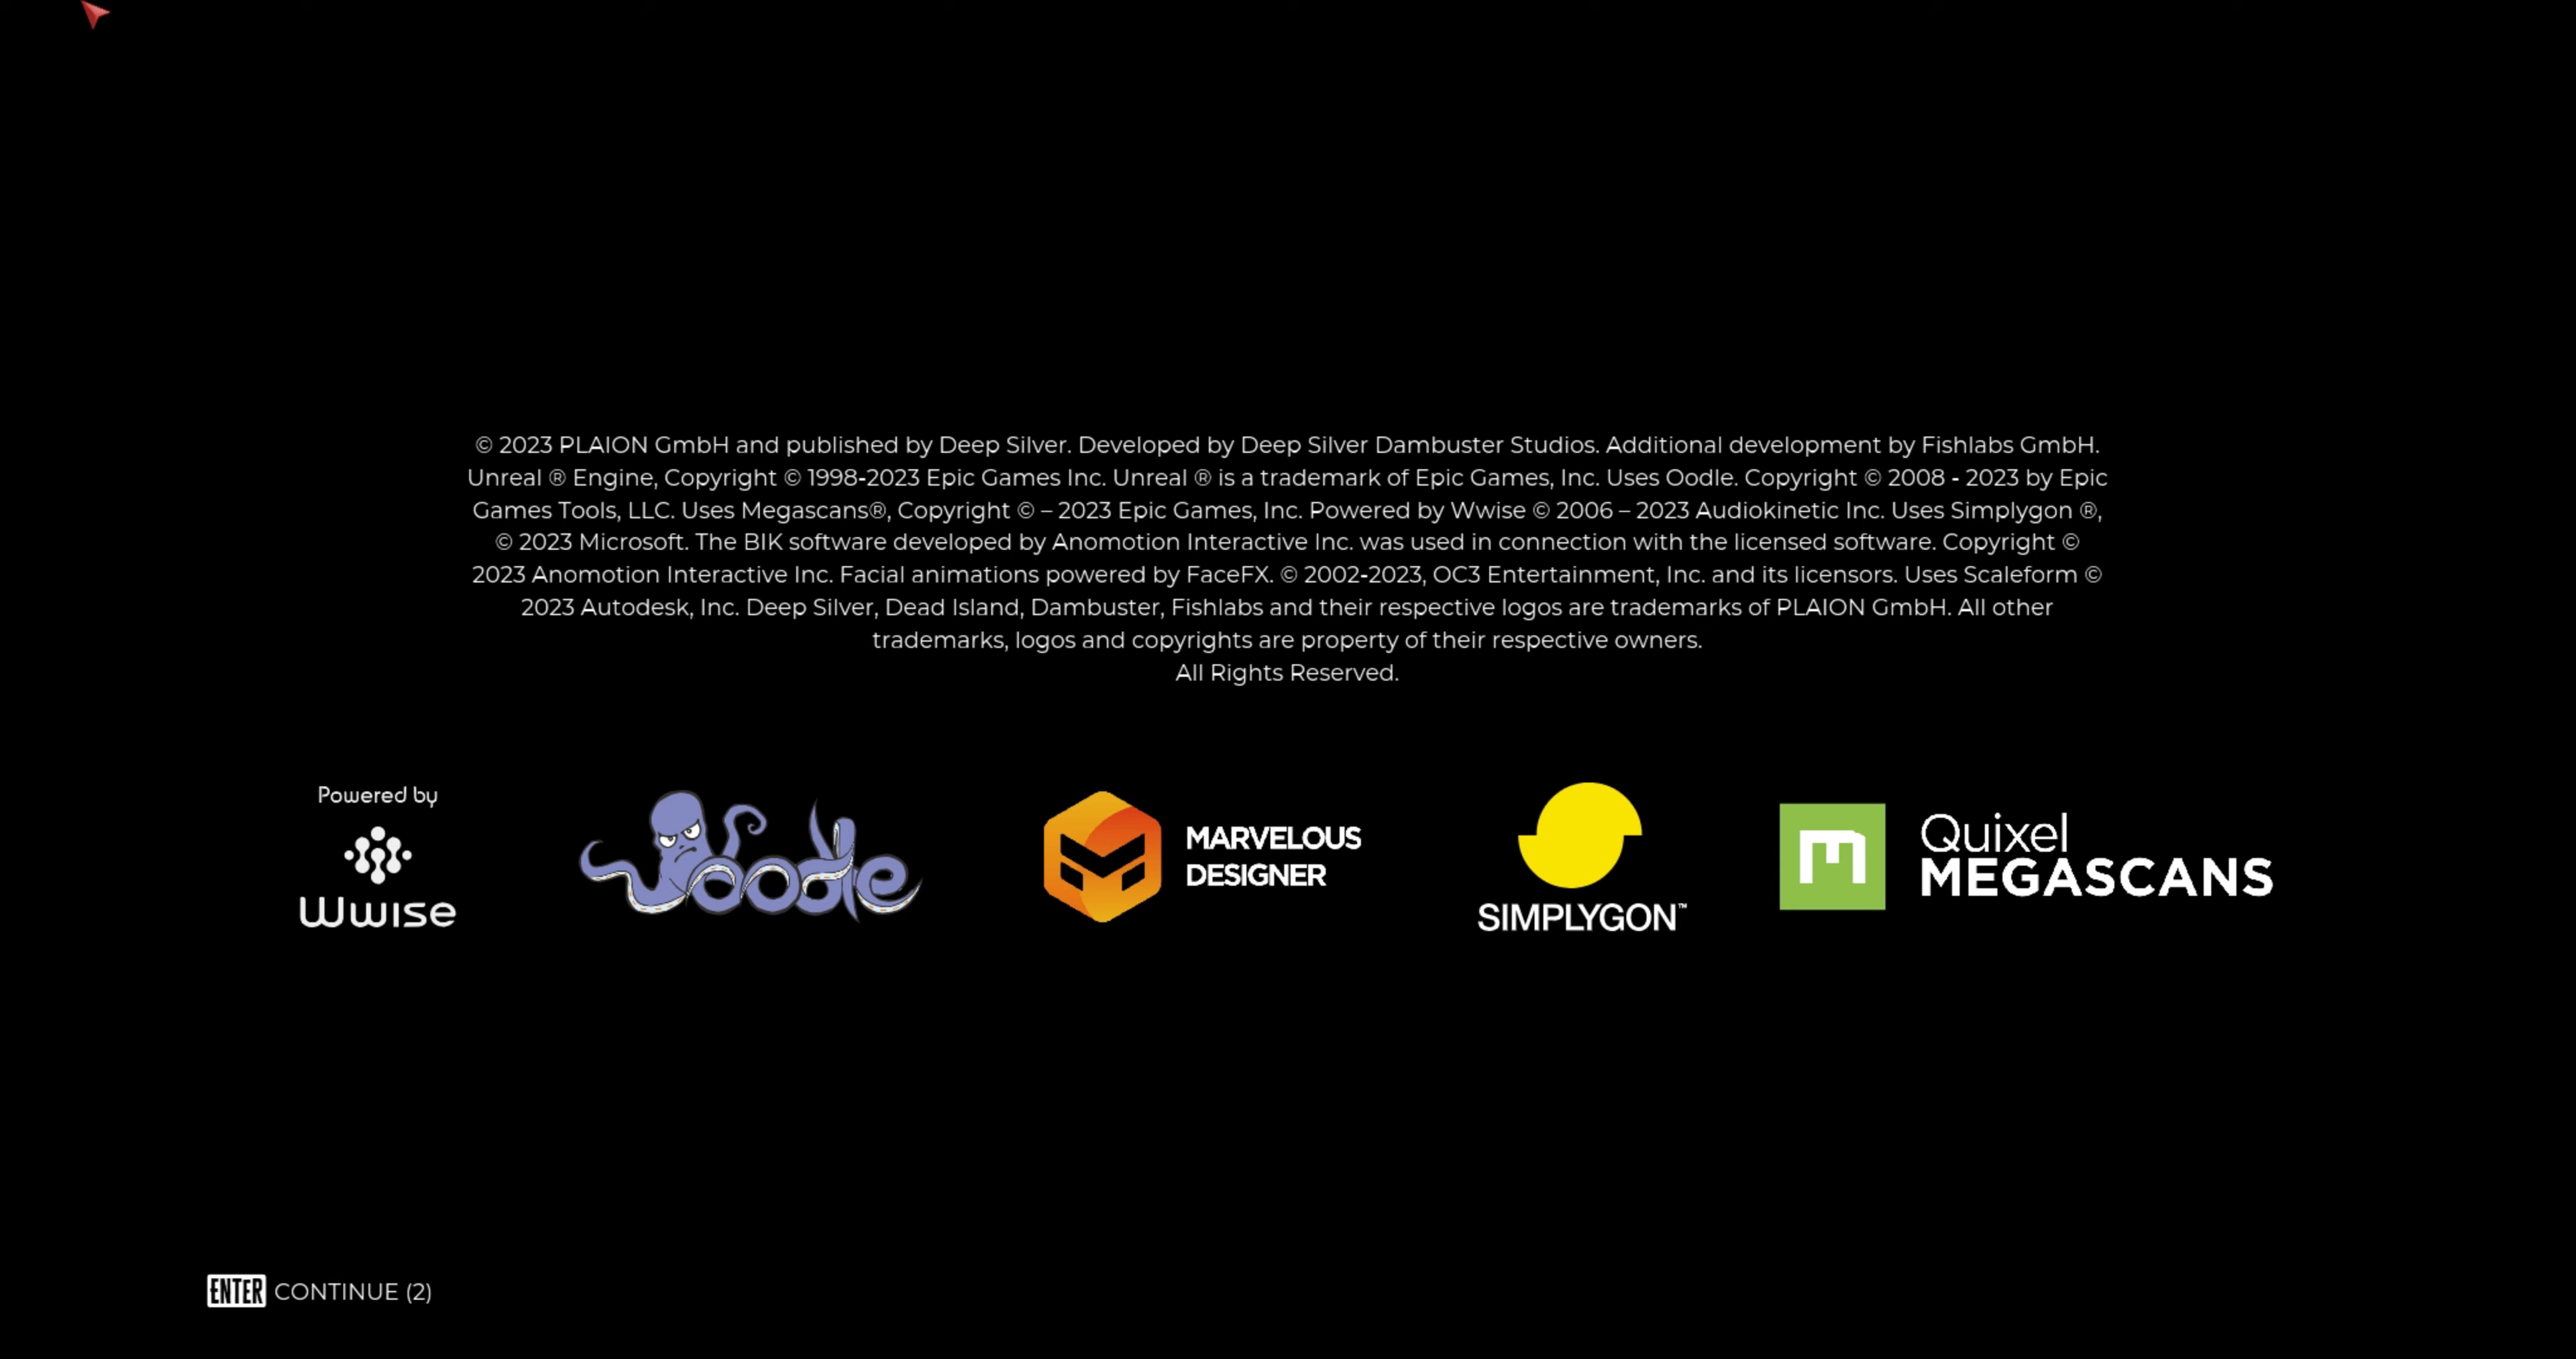 © 2023 PLAION GmbH and published by Deep Silver. Developed by Deep Silver Dambuster Studios. Additional development by Fishlabs GmbH.
Unreal ® Engine, Copyright © 1998-2023 Epic Games Inc. Unreal ® is a trademark of Epic Games, Inc. Uses Oodle. Copyright © 2008 - 2023 by Epic
Games Tools, LLC. Uses Megascans®, Copyright © – 2023 Epic Games, Inc. Powered by Wwise © 2006 – 2023 Audiokinetic Inc. Uses Simplygon ®,
© 2023 Microsoft. The BIK software developed by Anomotion Interactive Inc. was used in connection with the licensed software. Copyright ©
2023 Anomotion Interactive Inc. Facial animations powered by FaceFX. © 2002-2023, OC3 Entertainment, Inc. and its licensors. Uses Scaleform ©
2023 Autodesk, Inc. Deep Silver, Dead Island, Dambuster, Fishlabs and their respective logos are trademarks of PLAION GmbH. All other
trademarks, logos and copyrights are property of their respective owners.
All Rights Reserved.
Powered by
Wwise
oodle
MARVELOUS
DESIGNER
SIMPLYGON™
Quixel
MEGASCANS
ENTER CONTINUE (2)